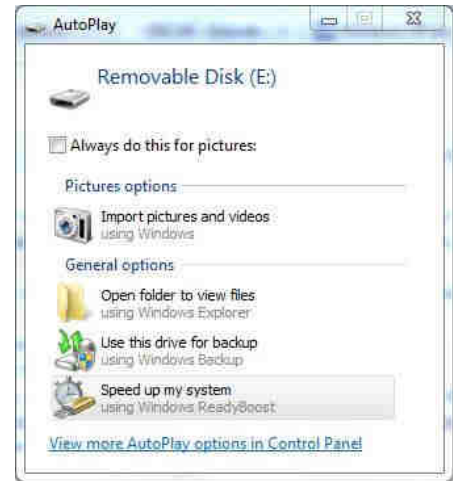 AutoPlay
Removable Disk (E:)
Always do this for pictures:
Pictures options
Import pictures and videos
using Windows
General options
Open folder to view files
using Windows Explorer
Use this drive for backup
using Windows Backup
Speed up my system
using Windows ReadyBoost
View more AutoPlay options in Control Panel